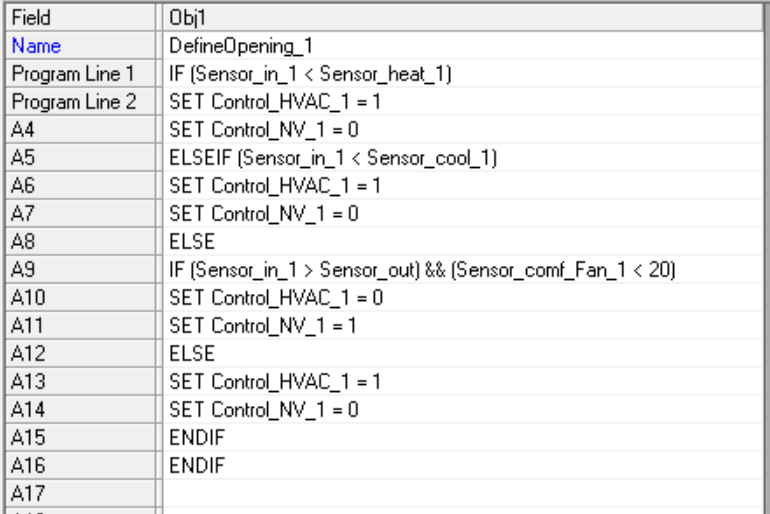 Field Obj1
Name DefineOpening_1
Program Line 1 IF (Sensor_in_1 < Sensor_heat_1)
Program Line 2 SET Control_HVAC_1 = 1
A4 SET Control_NV_1 = 0
A5 ELSEIF (Sensor_in_1 < Sensor_cool_1)
A6 SET Control_HVAC_1 = 1
A7 SET Control_NV_1 = 0
A8 ELSE
A9 IF (Sensor_in_1 > Sensor_out) && (Sensor_comf_Fan_1 < 20)
A10 SET Control_HVAC_1 = 0
A11 SET Control_NV_1 = 1
A12 ELSE
A13 SET Control_HVAC_1 = 1
A14 SET Control_NV_1 = 0
A15 ENDIF
A16 ENDIF
A17